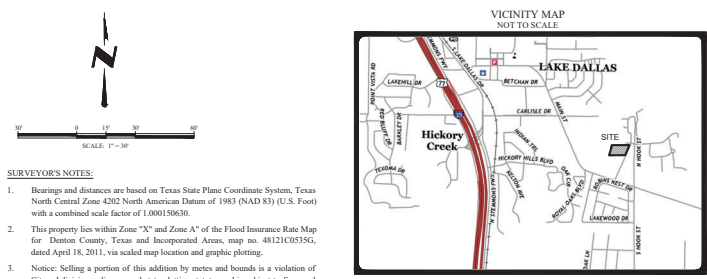 N
30' 0 15' 30' 60'
SCALE: 1" = 30'
SURVEYOR'S NOTES:
1. Bearings and distances are based on Texas State Plane Coordinate System, Texas
North Central Zone 4202 North American Datum of 1983 (NAD 83) (U.S. Foot)
with a combined scale factor of 1.000150630.
2. This property lies within Zone "X" and Zone A" of the Flood Insurance Rate Map
for Denton County, Texas and Incorporated Areas, map no. 48121C0535G,
dated April 18, 2011, via scaled map location and graphic plotting.
3. Notice: Selling a portion of this addition by metes and bounds is a violation of
VICINITY MAP
NOT TO SCALE
S LAKE DALLAS DR
LAKE DALLAS
POINT VISTA RD
LAKEHILL DR
77
P
BETCHAN DR
MAIN ST
RED BLUFF DR
BARKLEY DR
35
CARLISLE DR
Hickory
Creek
INDIAN TRL
SITE
N HOOK ST
TEXOMA DR
HICKORY HILLS BLVD
KELTON AVE
N STEMMONS FWY
ROYAL OAKS BLVD
ROBINS NEST DR
LAKEWOOD DR
S HOOK ST
OAK LN